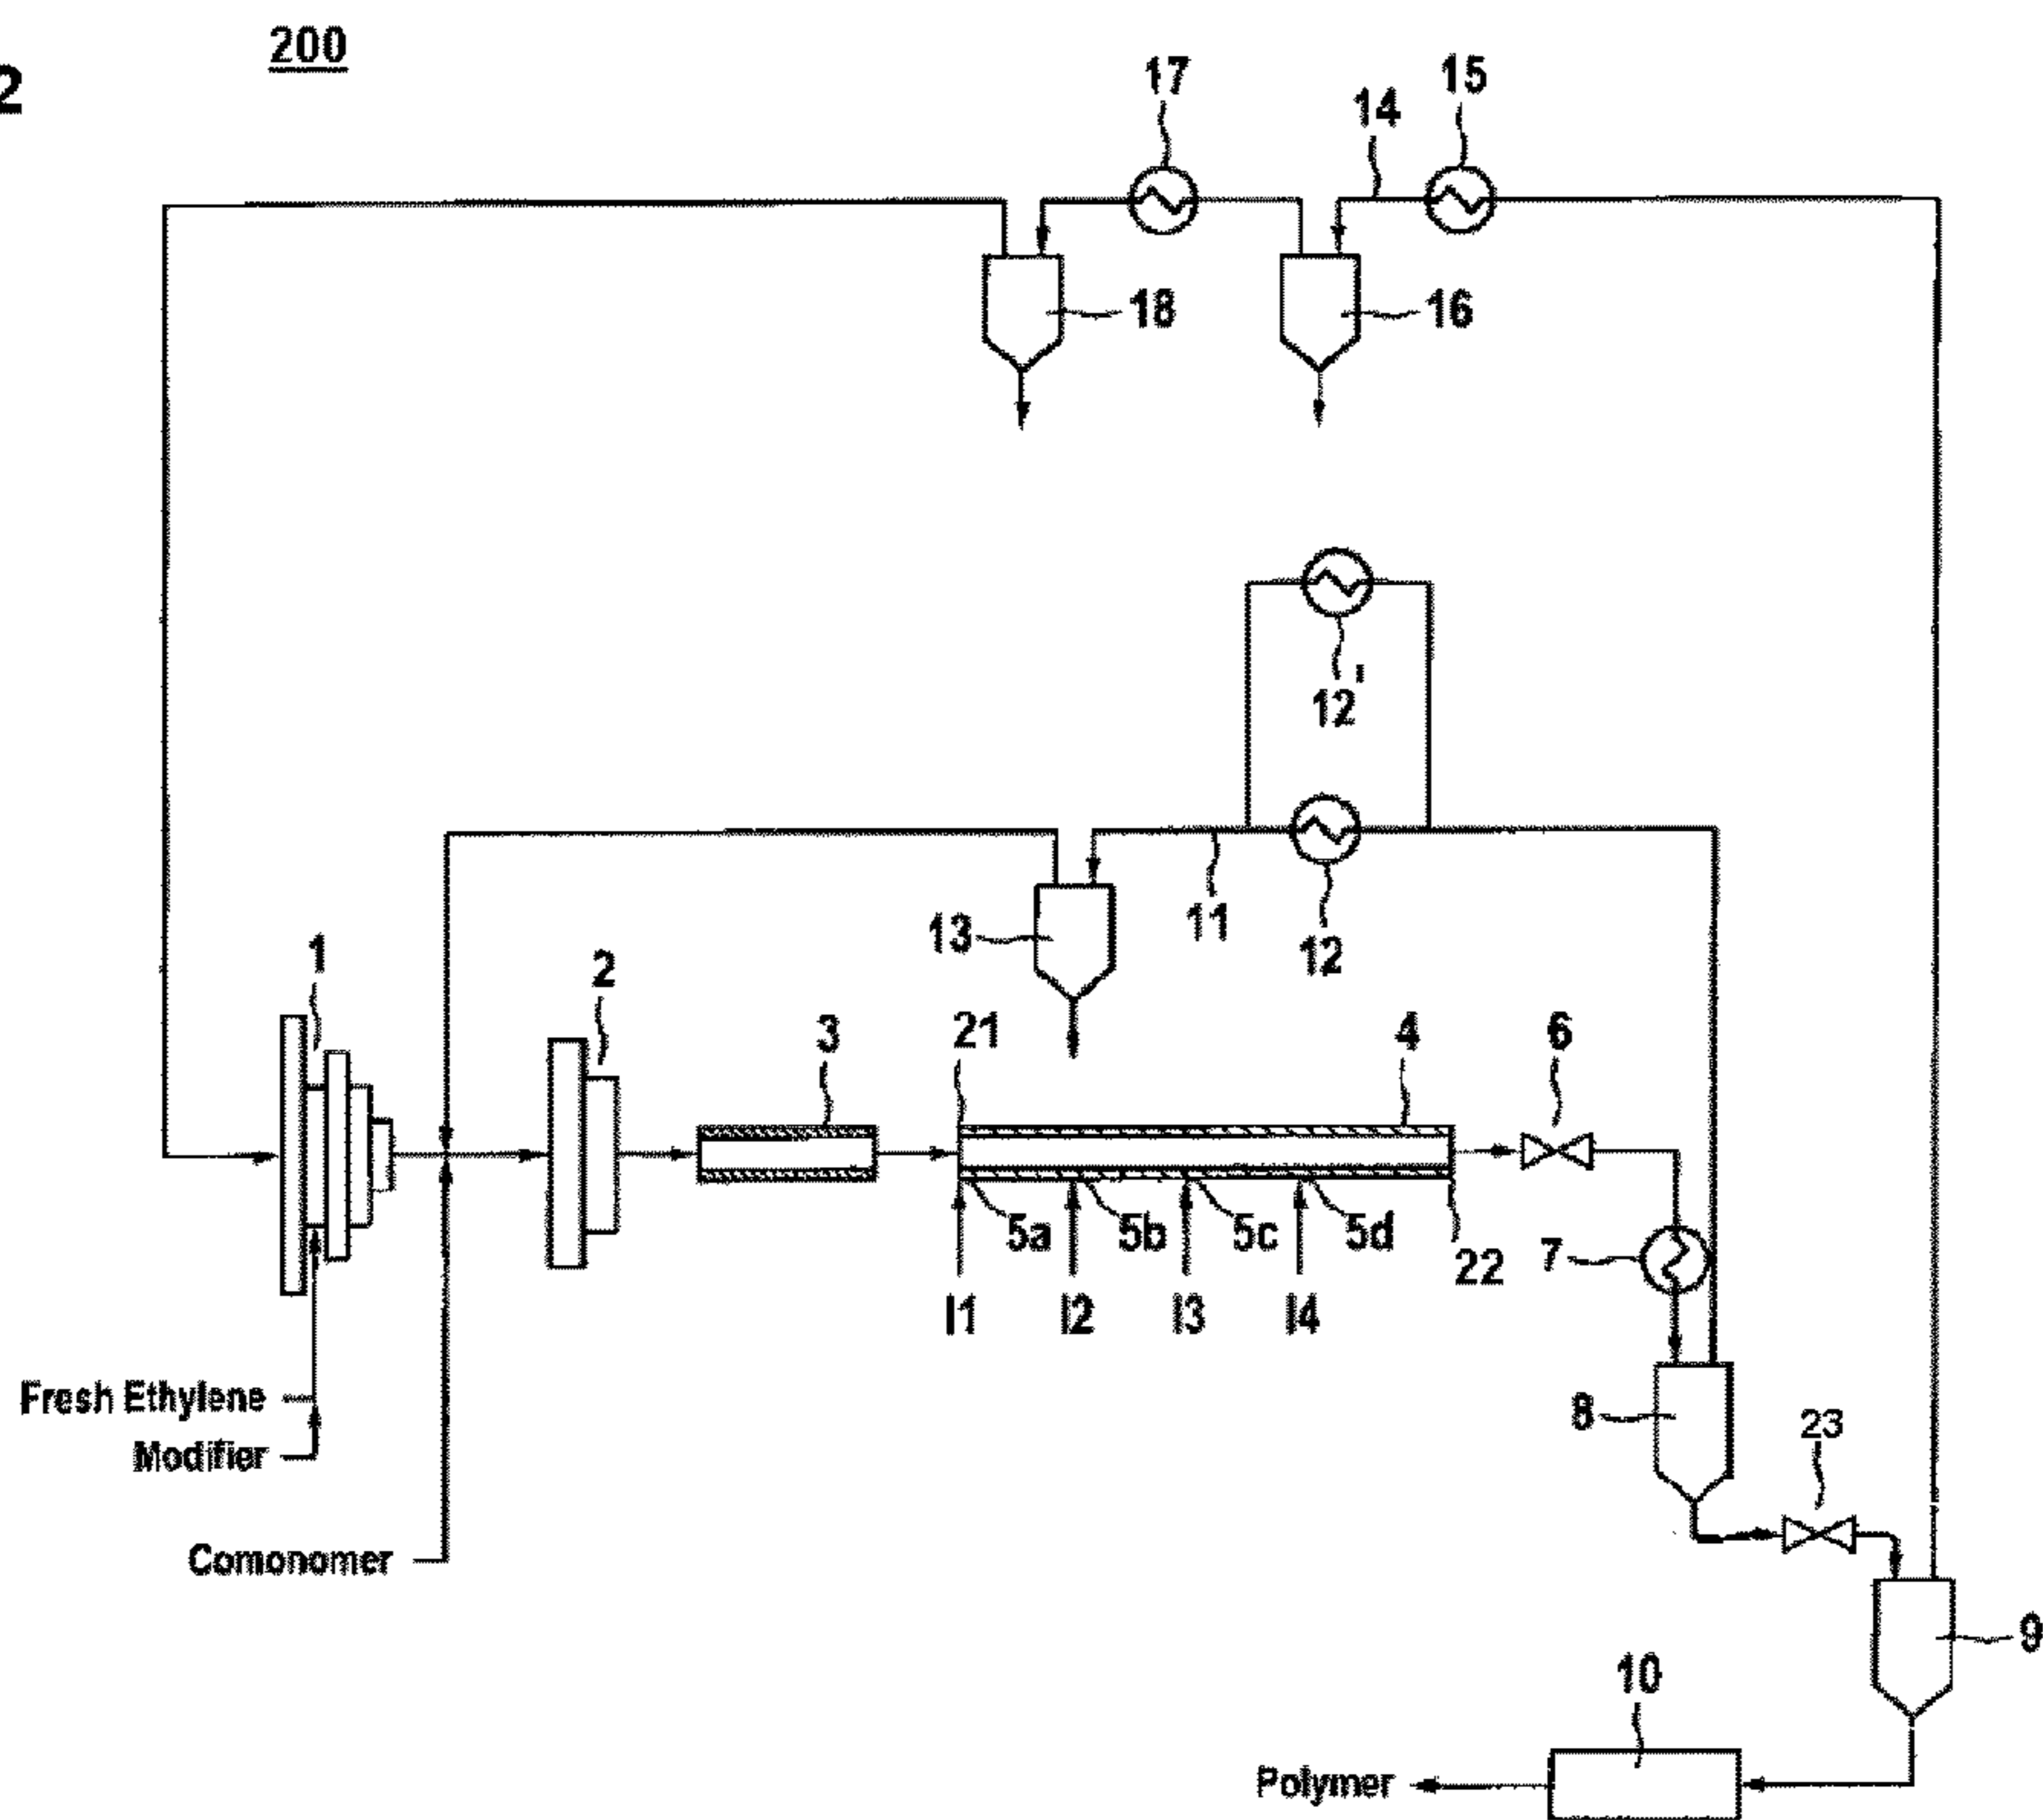 200
2
17
14
15
18
16
12'
11
12
13
1
2
3
21
4
6
5a
5b
5c
5d
22
7
I1
I2
I3
I4
Fresh Ethylene
Modifier
8
23
Comonomer
9
10
Polymer